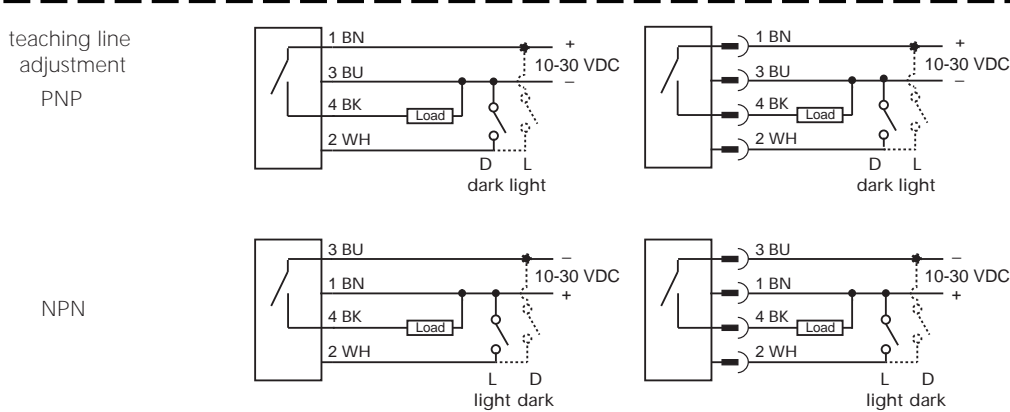 teaching line
adjustment
PNP
1 BN
+
10-30 VDC
3 BU
–
4 BK
Load
2 WH
D L
dark light
1 BN
+
10-30 VDC
3 BU
–
4 BK
Load
2 WH
D L
dark light
NPN
3 BU
–
10-30 VDC
1 BN
+
4 BK
Load
2 WH
L D
light dark
3 BU
–
10-30 VDC
1 BN
+
4 BK
Load
2 WH
L D
light dark